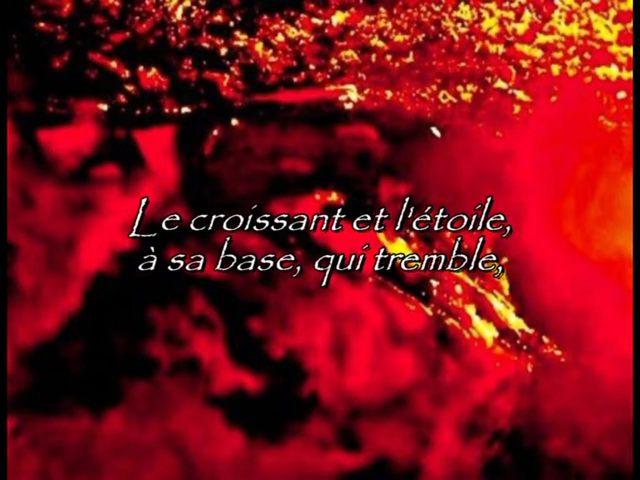 Le croissant et l'étoile,
à sa base, qui tremble,